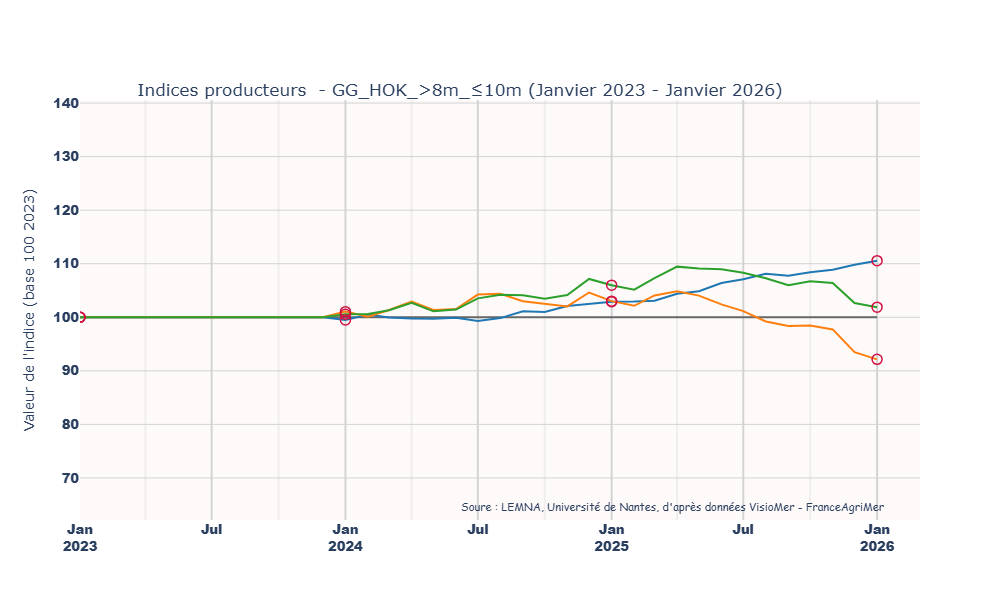 Indices producteurs  - GG_HOK_>8m_≤10m (Janvier 2023 - Janvier 2026)
Valeur de l'indice (base 100 2023)
140
130
120
110
100
90
80
70
Soure : LEMNA, Université de Nantes, d'après données VisioMer - FranceAgriMer
Jan Jul Jan Jul Jan Jul Jan
2023 2024 2025 2026